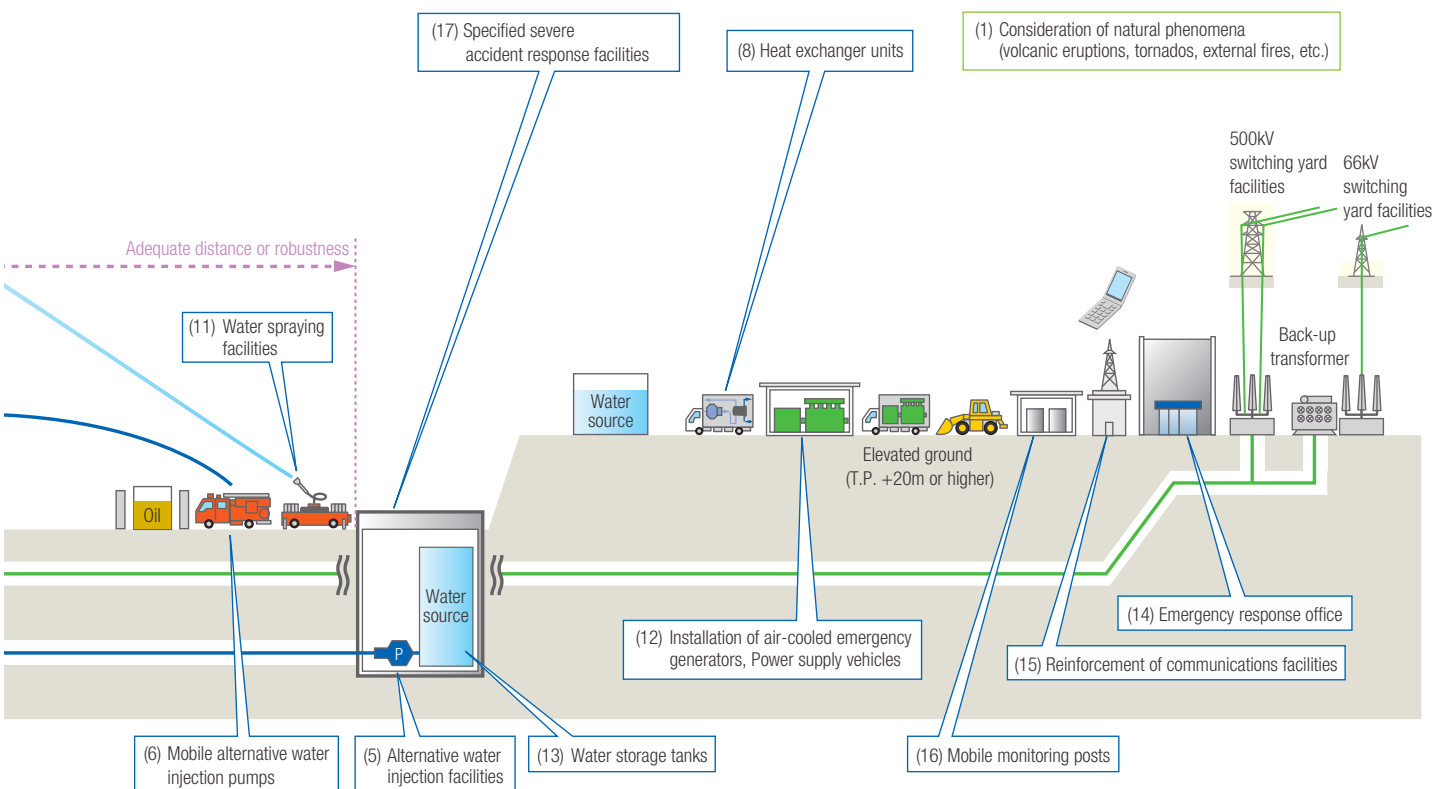 (17) Specified severe
accident response facilities
(8) Heat exchanger units
(1) Consideration of natural phenomena
(volcanic eruptions, tornados, external fires, etc.)
500kV
switching yard
facilities
66kV
switching
yard facilities
Adequate distance or robustness
(11) Water spraying
facilities
Back-up
transformer
Water
source
Elevated ground
(T.P. +20m or higher)
Oil
Water
source
P
(12) Installation of air-cooled emergency
generators, Power supply vehicles
(14) Emergency response office
(15) Reinforcement of communications facilities
(6) Mobile alternative water
injection pumps
(5) Alternative water
injection facilities
(13) Water storage tanks
(16) Mobile monitoring posts